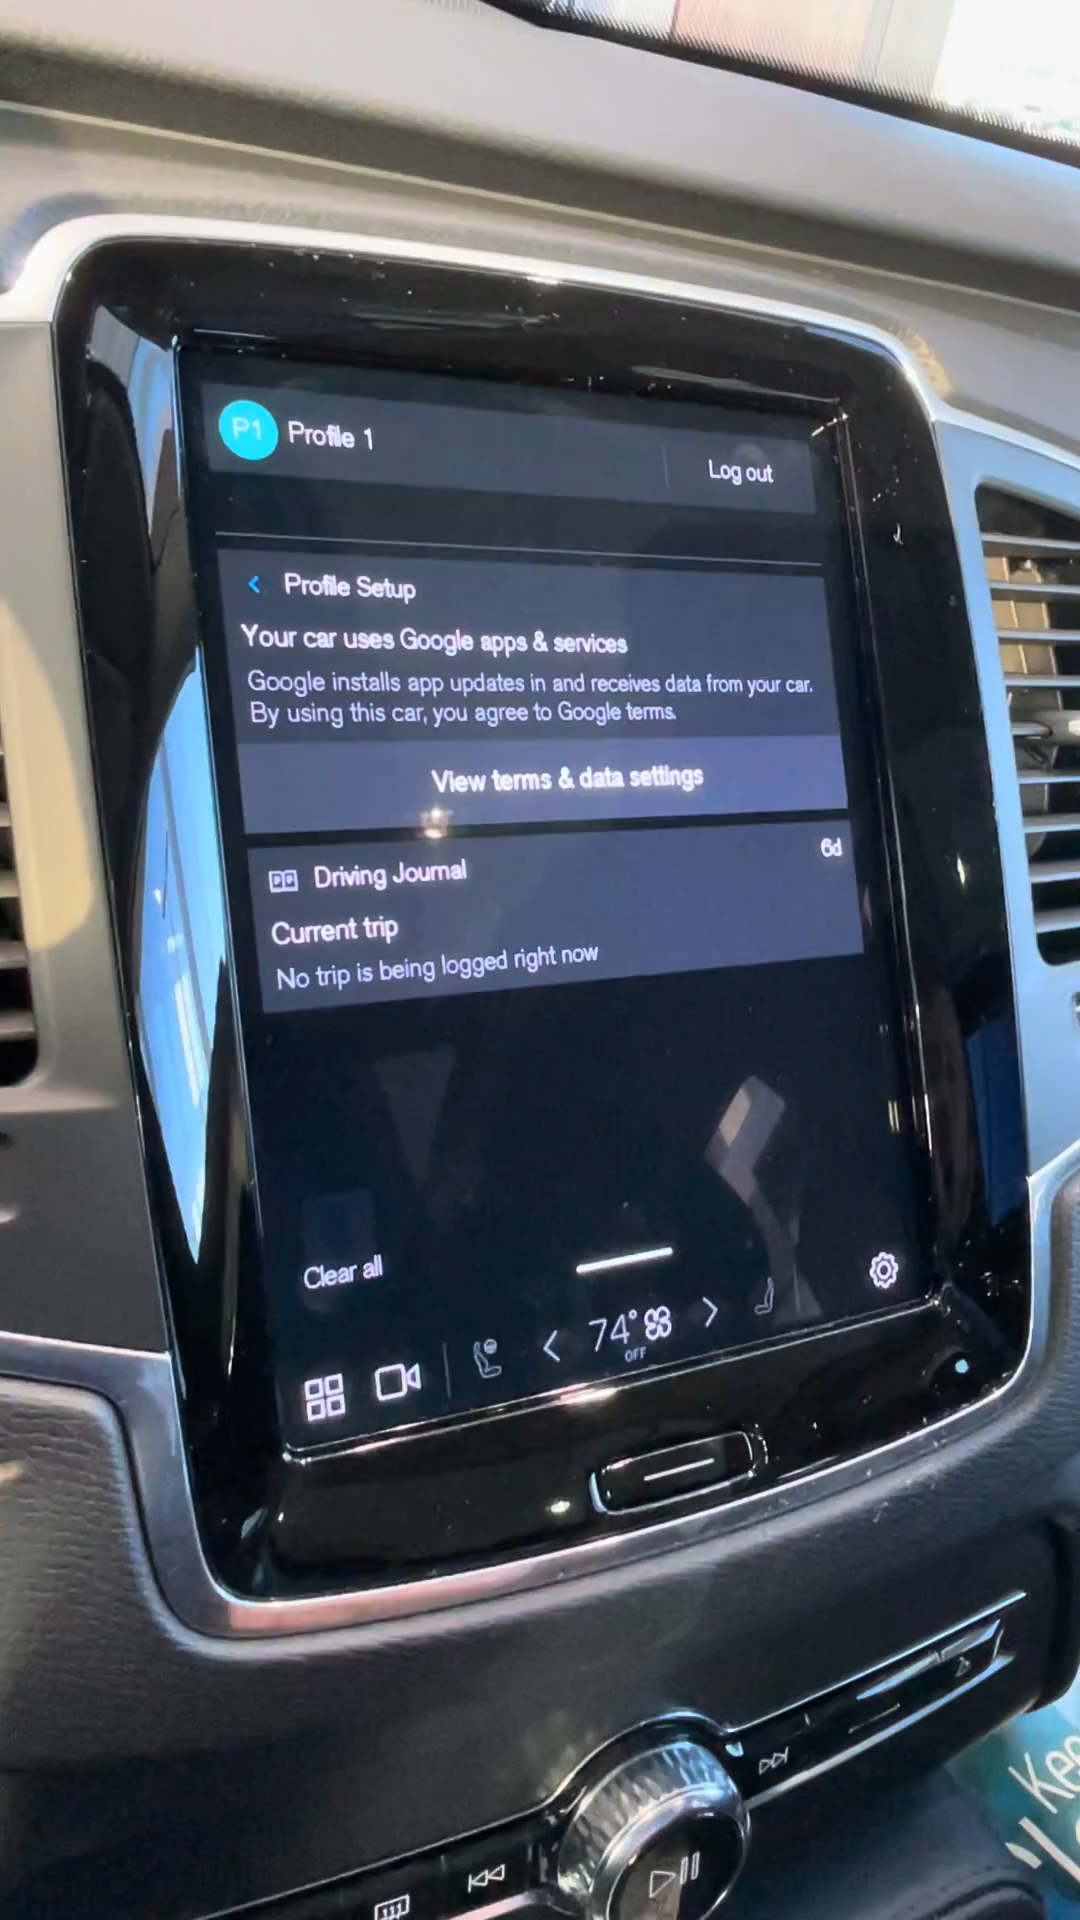 P1 Profile 1
Log out
Profile Setup
Your car uses Google apps & services
Google installs app updates in and receives data from your car.
By using this car, you agree to Google terms.
View terms & data settings
Driving Journal
6d
Current trip
No trip is being logged right now
Clear all
74°
OFF